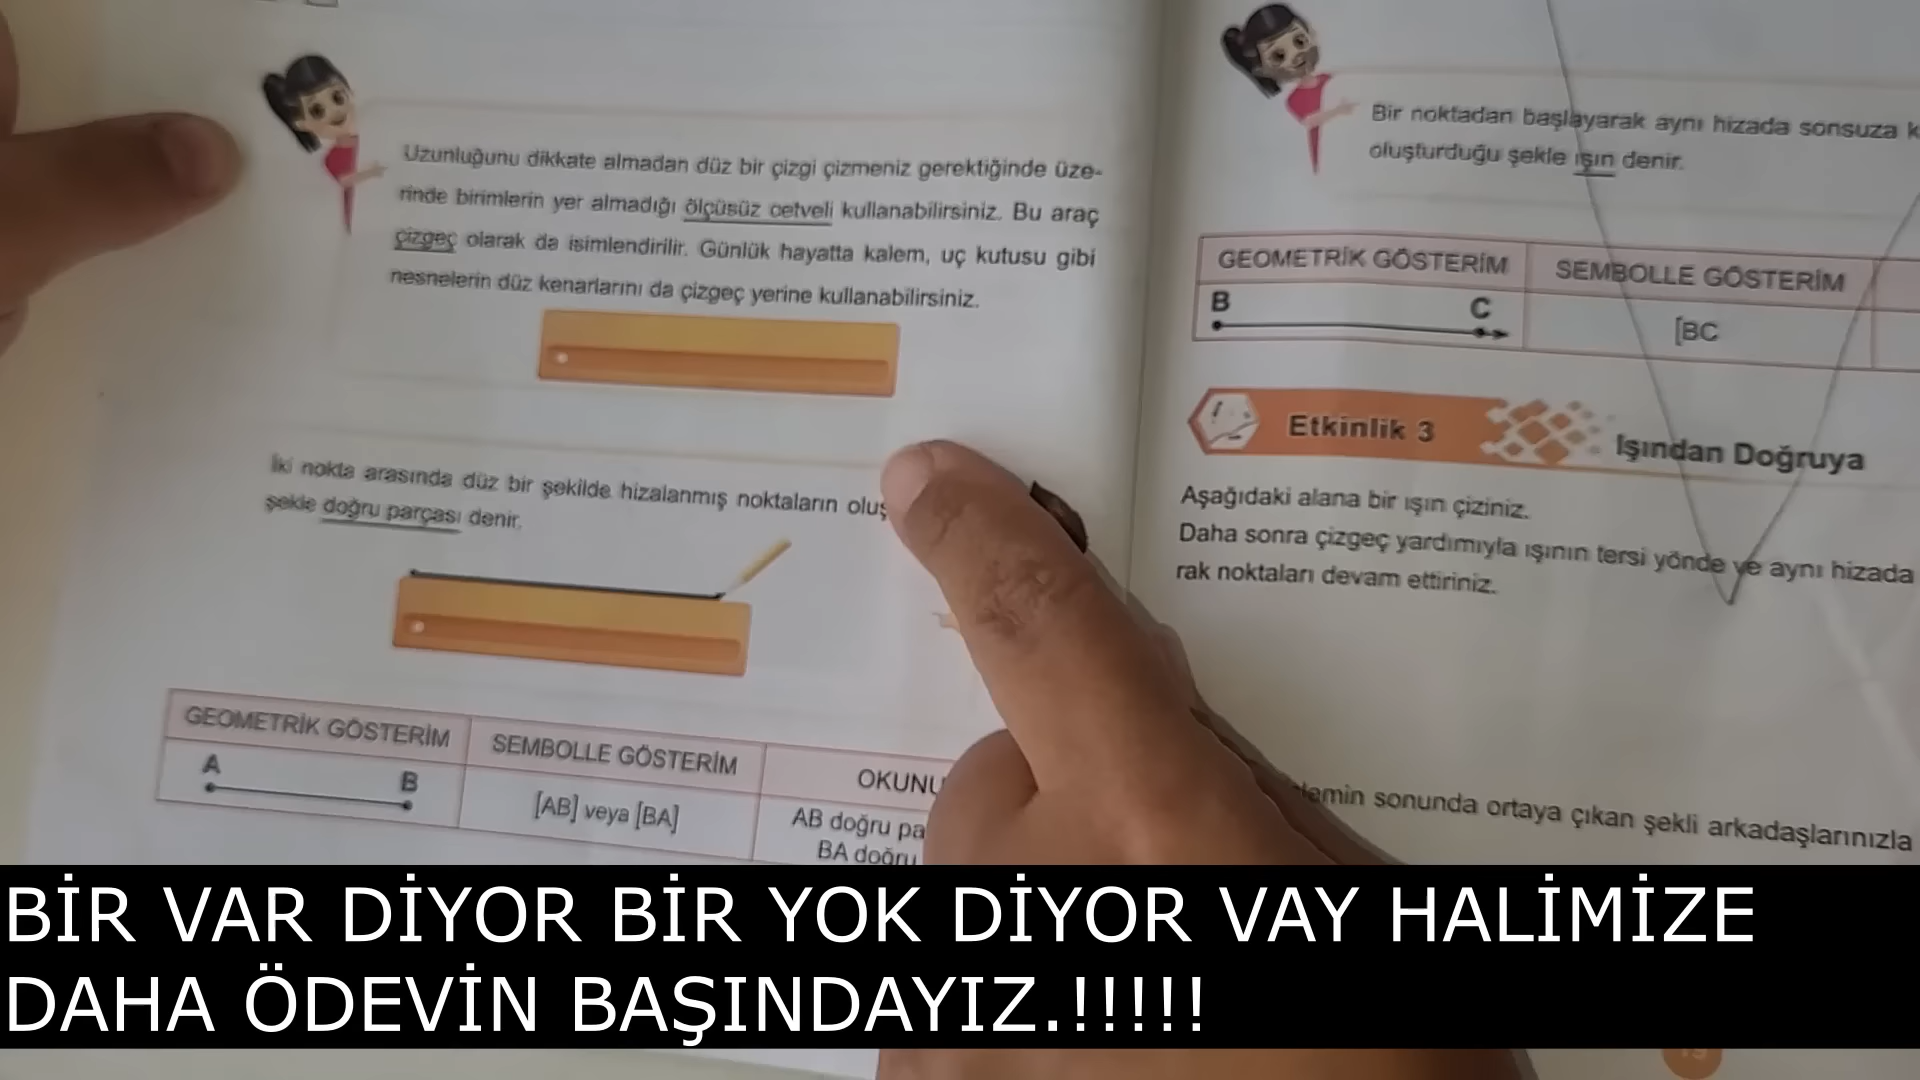 Uzunluğunu dikkate almadan düz bir çizgi çizmeniz gerektiğinde üze-
rinde birimlerin yer almadığı ölçüsüz cetveli kullanabilirsiniz. Bu araç
çizgeç olarak da isimlendirilir. Günlük hayatta kalem, uç kutusu gibi
nesnelerin düz kenarlarını da çizgeç yerine kullanabilirsiniz.
İki nokta arasında düz bir şekilde hizalanmış noktaların
şekle doğru parçası denir.
GEOMETRİK GÖSTERİM
SEMBOLLE GÖSTERİM
A
B
[AB] veya [BA]
AB doğru
BA doğru
Bir noktadan başlayarak aynı hizada sonsuza
oluşturduğu şekle ışın denir.
GEOMETRİK GÖSTERİM
SEMBOLLE GÖSTERİM
B
C
[BC
Etkinlik 3
Işından Doğruya
Aşağıdaki alana bir ışın çiziniz.
Daha sonra çizgeç yardımıyla ışının tersi yönde ve aynı hizada
rak noktaları devam ettiriniz.
sonunda ortaya çıkan şekli arkadaşlarınızla
BİR VAR DİYOR BİR YOK DİYOR VAY HALİMİZE
DAHA ÖDEVİN BAŞINDAYIZ.!!!!!